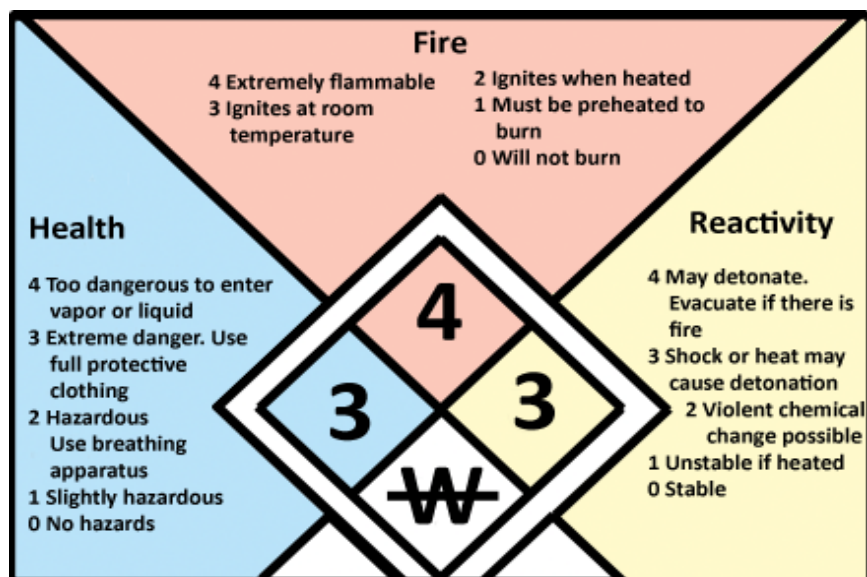 Fire
4 Extremely flammable
3 Ignites at room
temperature
2 Ignites when heated
1 Must be preheated to
burn
0 Will not burn
Health
4 Too dangerous to enter
vapor or liquid
3 Extreme danger. Use
full protective
clothing
2 Hazardous
Use breathing
apparatus
1 Slightly hazardous
0 No hazards
Reactivity
4 May detonate.
Evacuate if there is
fire
3 Shock or heat may
cause detonation
2 Violent chemical
change possible
1 Unstable if heated
0 Stable
4
3
3
W